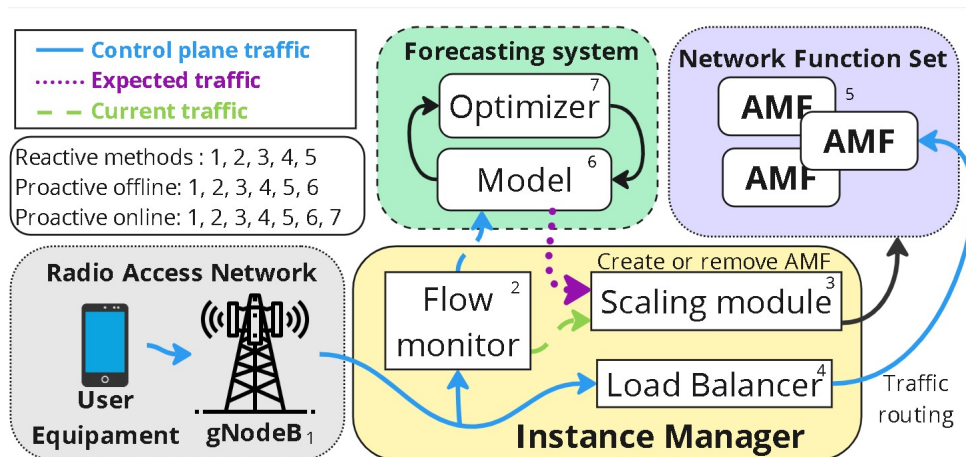 Control plane traffic
Expected traffic
Current traffic
Reactive methods : 1, 2, 3, 4, 5
Proactive offline: 1, 2, 3, 4, 5, 6
Proactive online: 1, 2, 3, 4, 5, 6, 7
Forecasting system
Optimizer 7
Model 6
Network Function Set
AMF 5
AMF
AMF
Radio Access Network
User
Equipament
gNodeB 1
Flow 2
monitor
Create or remove AMF
Scaling module 3
Load Balancer 4
Instance Manager
Traffic
routing